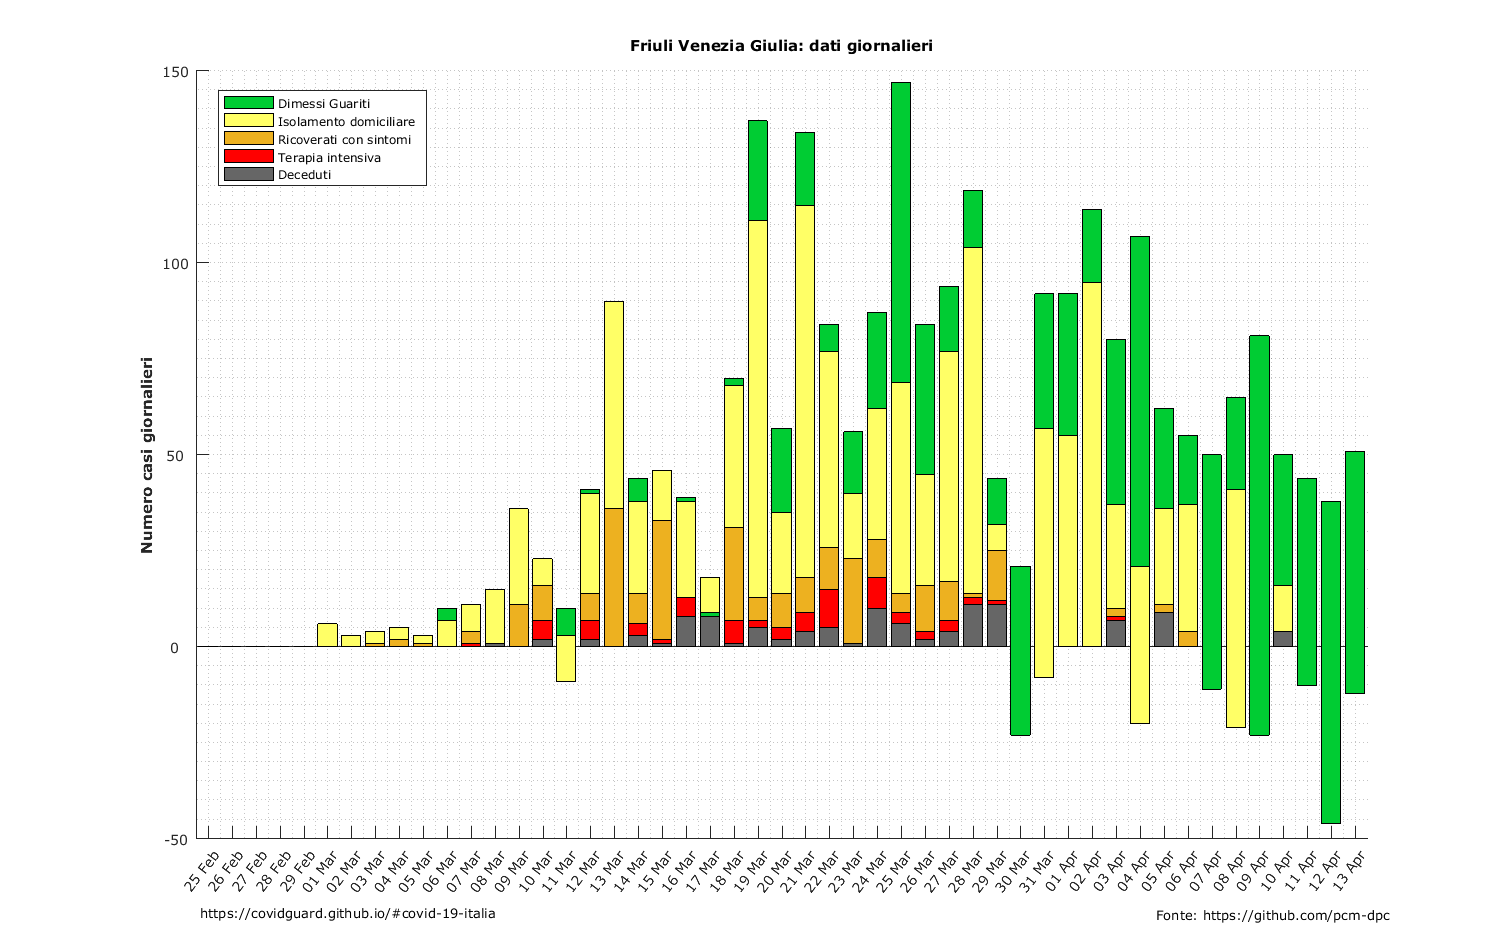 Friuli Venezia Giulia: dati giornalieri
150
100
50
0
-50
Numero casi giornalieri
Dimessi Guariti
Isolamento domiciliare
Ricoverati con sintomi
Terapia intensiva
Deceduti
25 Feb
26 Feb
27 Feb
28 Feb
29 Feb
01 Mar
02 Mar
03 Mar
04 Mar
05 Mar
06 Mar
07 Mar
08 Mar
09 Mar
10 Mar
11 Mar
12 Mar
13 Mar
14 Mar
15 Mar
16 Mar
17 Mar
18 Mar
19 Mar
20 Mar
21 Mar
22 Mar
23 Mar
24 Mar
25 Mar
26 Mar
27 Mar
28 Mar
29 Mar
30 Mar
31 Mar
01 Apr
02 Apr
03 Apr
04 Apr
05 Apr
06 Apr
07 Apr
08 Apr
09 Apr
10 Apr
11 Apr
12 Apr
13 Apr
https://covidguard.github.io/#covid-19-italia
Fonte: https://github.com/pcm-dpc